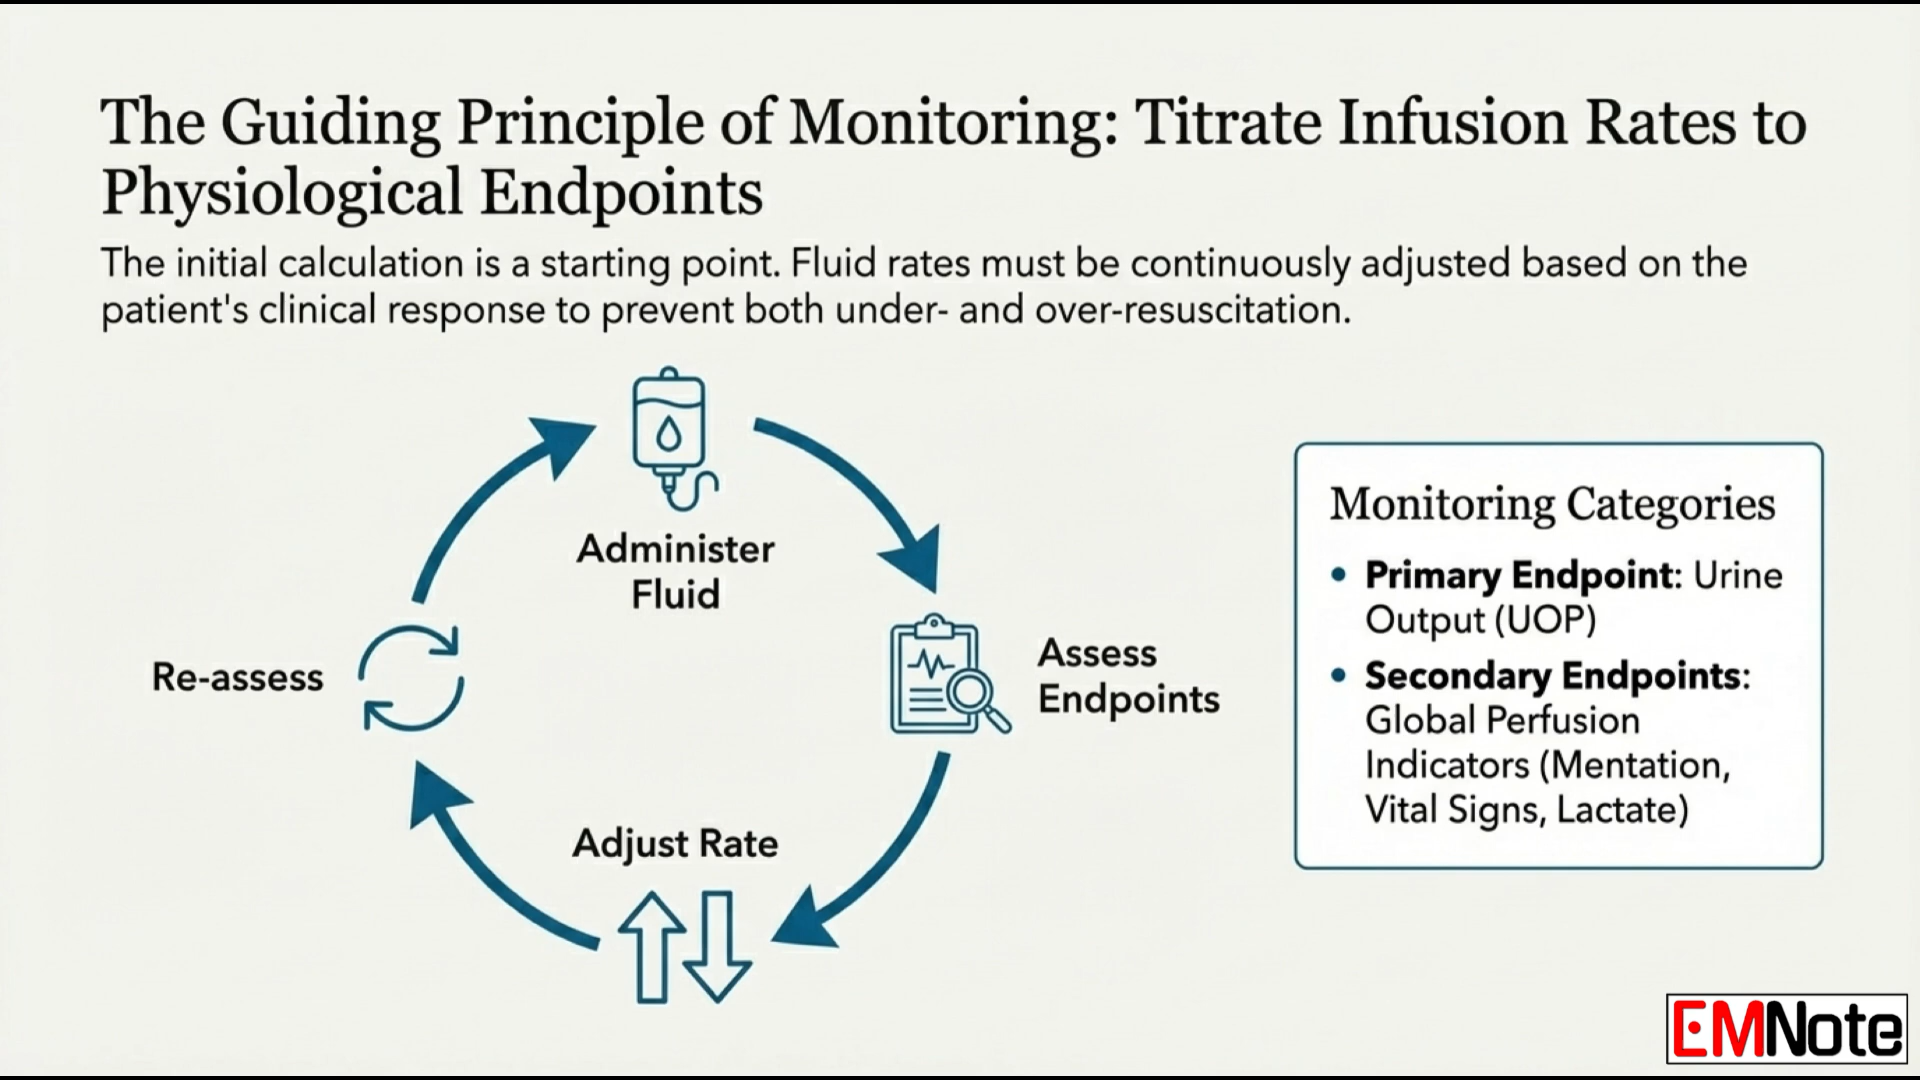 The Guiding Principle of Monitoring: Titrate Infusion Rates to
Physiological Endpoints
The initial calculation is a starting point. Fluid rates must be continuously adjusted based on the
patient's clinical response to prevent both under- and over-resuscitation.
Administer
Fluid
Assess
Endpoints
Adjust Rate
Re-assess
Monitoring Categories
• Primary Endpoint: Urine
Output (UOP)
• Secondary Endpoints:
Global Perfusion
Indicators (Mentation,
Vital Signs, Lactate)
EMNote